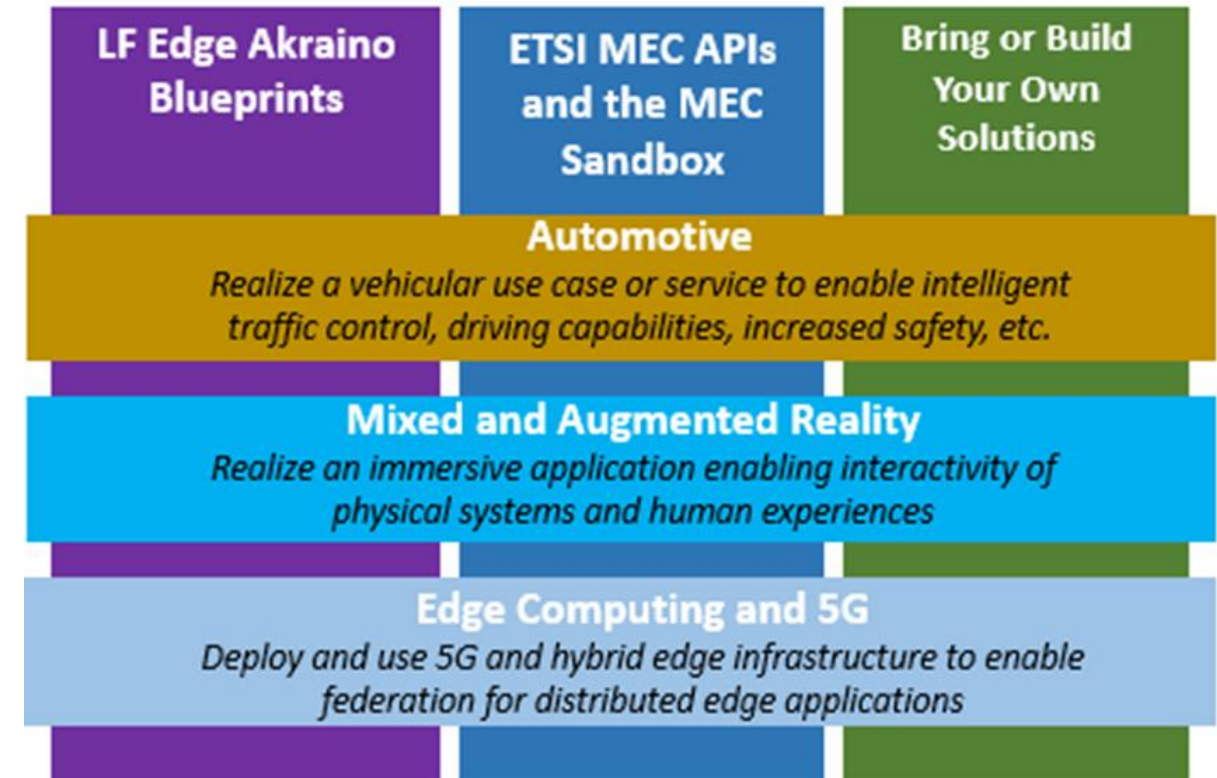 LF Edge Akraino
Blueprints
ETSI MEC APIs
and the MEC
Sandbox
Bring or Build
Your Own
Solutions
Automotive
Realize a vehicular use case or service to enable intelligent
traffic control, driving capabilities, increased safety, etc.
Mixed and Augmented Reality
Realize an immersive application enabling interactivity of
physical systems and human experiences
Edge Computing and 5G
Deploy and use 5G and hybrid edge infrastructure to enable
federation for distributed edge applications